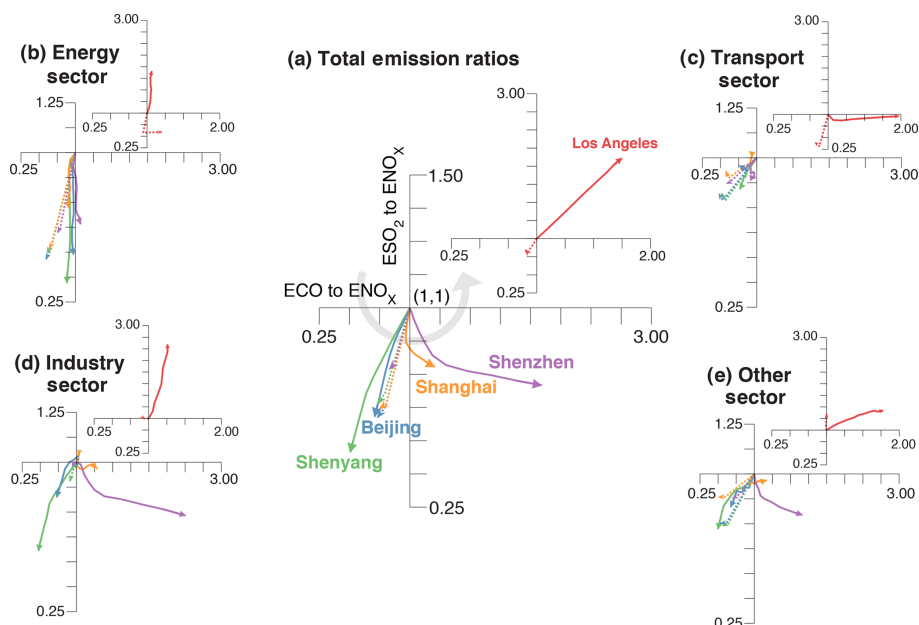 (b) Energy
sector
3.00
0.25
2.00
0.25
1.25
0.25
3.00
0.25
(a) Total emission ratios
3.00
Los Angeles
0.25
2.00
0.25
1.50
ESO2 to ENOX
ECO to ENOX
(1,1)
0.25
3.00
Shenzhen
Shanghai
Beijing
Shenyang
0.25
(c) Transport
sector
3.00
0.25
2.00
0.25
1.25
0.25
3.00
0.25
(d) Industry
sector
3.00
0.25
2.00
0.25
1.25
0.25
3.00
0.25
(e) Other
sector
3.00
0.25
2.00
0.25
1.25
0.25
3.00
0.25